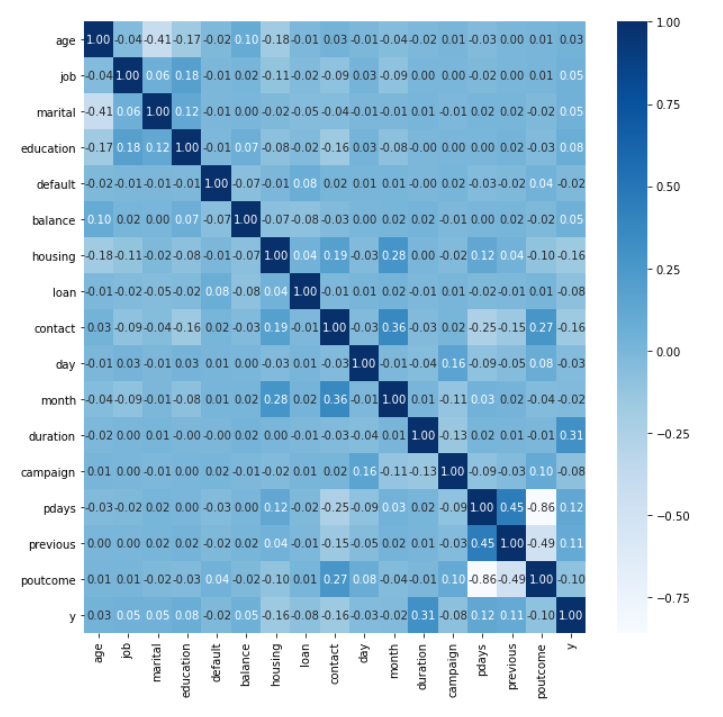 age 1.00 -0.04 -0.41 -0.17 -0.02 0.10 -0.18 -0.01 0.03 -0.01 -0.04 -0.02 0.01 -0.03 0.00 0.01 0.03
job -0.04 1.00 0.06 0.18 -0.01 0.02 -0.11 -0.02 -0.09 0.03 -0.09 0.00 0.00 -0.02 0.00 0.01 0.05
marital -0.41 0.06 1.00 0.12 -0.01 0.00 -0.02 -0.05 -0.04 -0.01 -0.01 0.01 -0.01 0.02 0.02 -0.02 0.05
education -0.17 0.18 0.12 1.00 -0.01 0.07 -0.08 -0.02 -0.16 0.03 -0.08 -0.00 0.00 0.00 0.02 -0.03 0.08
default -0.02 -0.01 -0.01 -0.01 1.00 -0.07 -0.01 0.08 0.02 0.01 0.01 -0.00 0.02 -0.03 -0.02 0.04 -0.02
balance 0.10 0.02 0.00 0.07 -0.07 1.00 -0.07 -0.08 -0.03 0.00 0.02 0.02 -0.01 0.00 0.02 -0.02 0.05
housing -0.18 -0.11 -0.02 -0.08 -0.01 -0.07 1.00 0.04 0.19 -0.03 0.28 0.00 -0.02 0.12 0.04 -0.10 -0.16
loan -0.01 -0.02 -0.05 -0.02 0.08 -0.08 0.04 1.00 -0.01 0.01 0.02 -0.01 0.01 -0.02 -0.01 0.01 -0.08
contact 0.03 -0.09 -0.04 -0.16 0.02 -0.03 0.19 -0.01 1.00 -0.03 0.36 -0.03 0.02 -0.25 -0.15 0.27 -0.16
day -0.01 0.03 -0.01 0.03 0.01 0.00 -0.03 0.01 -0.03 1.00 -0.01 -0.04 0.16 -0.09 -0.05 0.08 -0.03
month -0.04 -0.09 -0.01 -0.08 0.01 0.02 0.28 0.02 0.36 -0.01 1.00 0.01 -0.11 0.03 0.02 -0.04 -0.02
duration -0.02 0.00 0.01 -0.00 -0.00 0.02 0.00 -0.01 -0.03 -0.04 0.01 1.00 -0.13 0.02 0.01 -0.01 0.31
campaign 0.01 0.00 -0.01 0.00 0.02 -0.01 -0.02 0.01 0.02 0.16 -0.11 -0.13 1.00 -0.09 -0.03 0.10 -0.08
pdays -0.03 -0.02 0.02 0.00 -0.03 0.00 0.12 -0.02 -0.25 -0.09 0.03 0.02 -0.09 1.00 0.45 -0.86 0.12
previous 0.00 0.00 0.02 0.02 -0.02 0.02 0.04 -0.01 -0.15 -0.05 0.02 0.01 -0.03 0.45 1.00 -0.49 0.11
poutcome 0.01 0.01 -0.02 -0.03 0.04 -0.02 -0.10 0.01 0.27 0.08 -0.04 -0.01 0.10 -0.86 -0.49 1.00 -0.10
y 0.03 0.05 0.05 0.08 -0.02 0.05 -0.16 -0.08 -0.16 -0.03 -0.02 0.31 -0.08 0.12 0.11 -0.10 1.00
age job marital education default balance housing loan contact day month duration campaign pdays previous poutcome y
1.00
0.75
0.50
0.25
0.00
−0.25
−0.50
−0.75